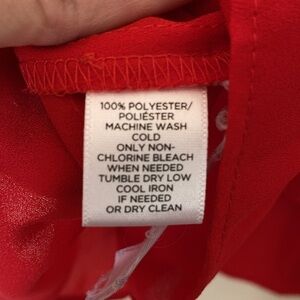 100% POLYESTER/
POLIÉSTER
MACHINE WASH
COLD
ONLY NON-
CHLORINE BLEACH
WHEN NEEDED
TUMBLE DRY LOW
COOL IRON
IF NEEDED
OR DRY CLEAN